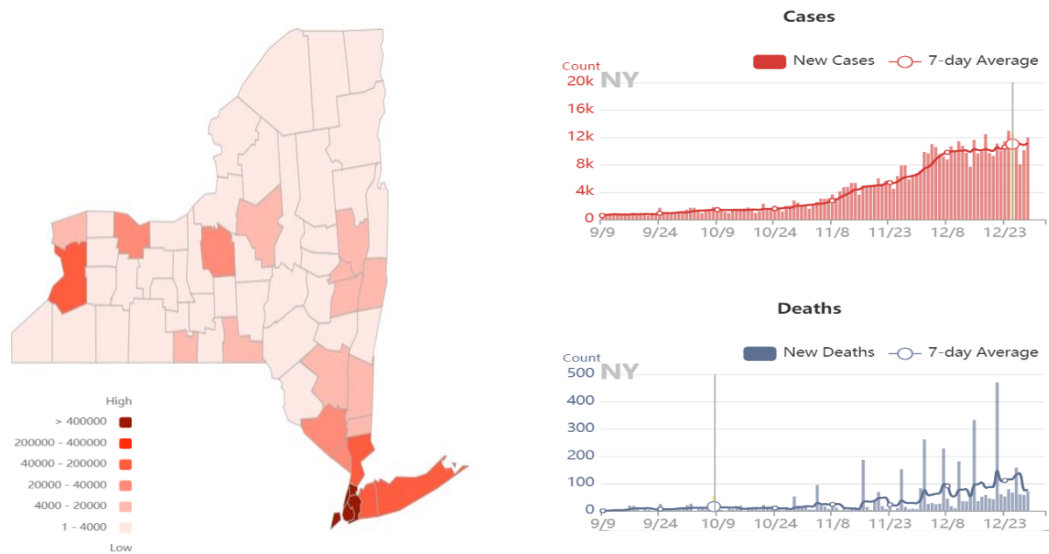 High
> 400000
200000 - 400000
40000 - 200000
20000 - 40000
4000 - 20000
1 - 4000
Low
Cases
New Cases
7-day Average
Count
NY
20k
16k
12k
8k
4k
0
9/9
9/24
10/9
10/24
11/8
11/23
12/8
12/23
Deaths
New Deaths
7-day Average
Count
NY
500
400
300
200
100
0
9/9
9/24
10/9
10/24
11/8
11/23
12/8
12/23